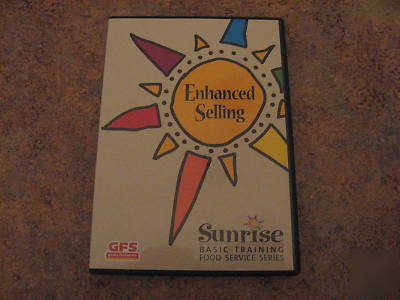 Enhanced
Selling
Sunrise
BASIC TRAINING
FOOD SERVICE SERIES
GFS